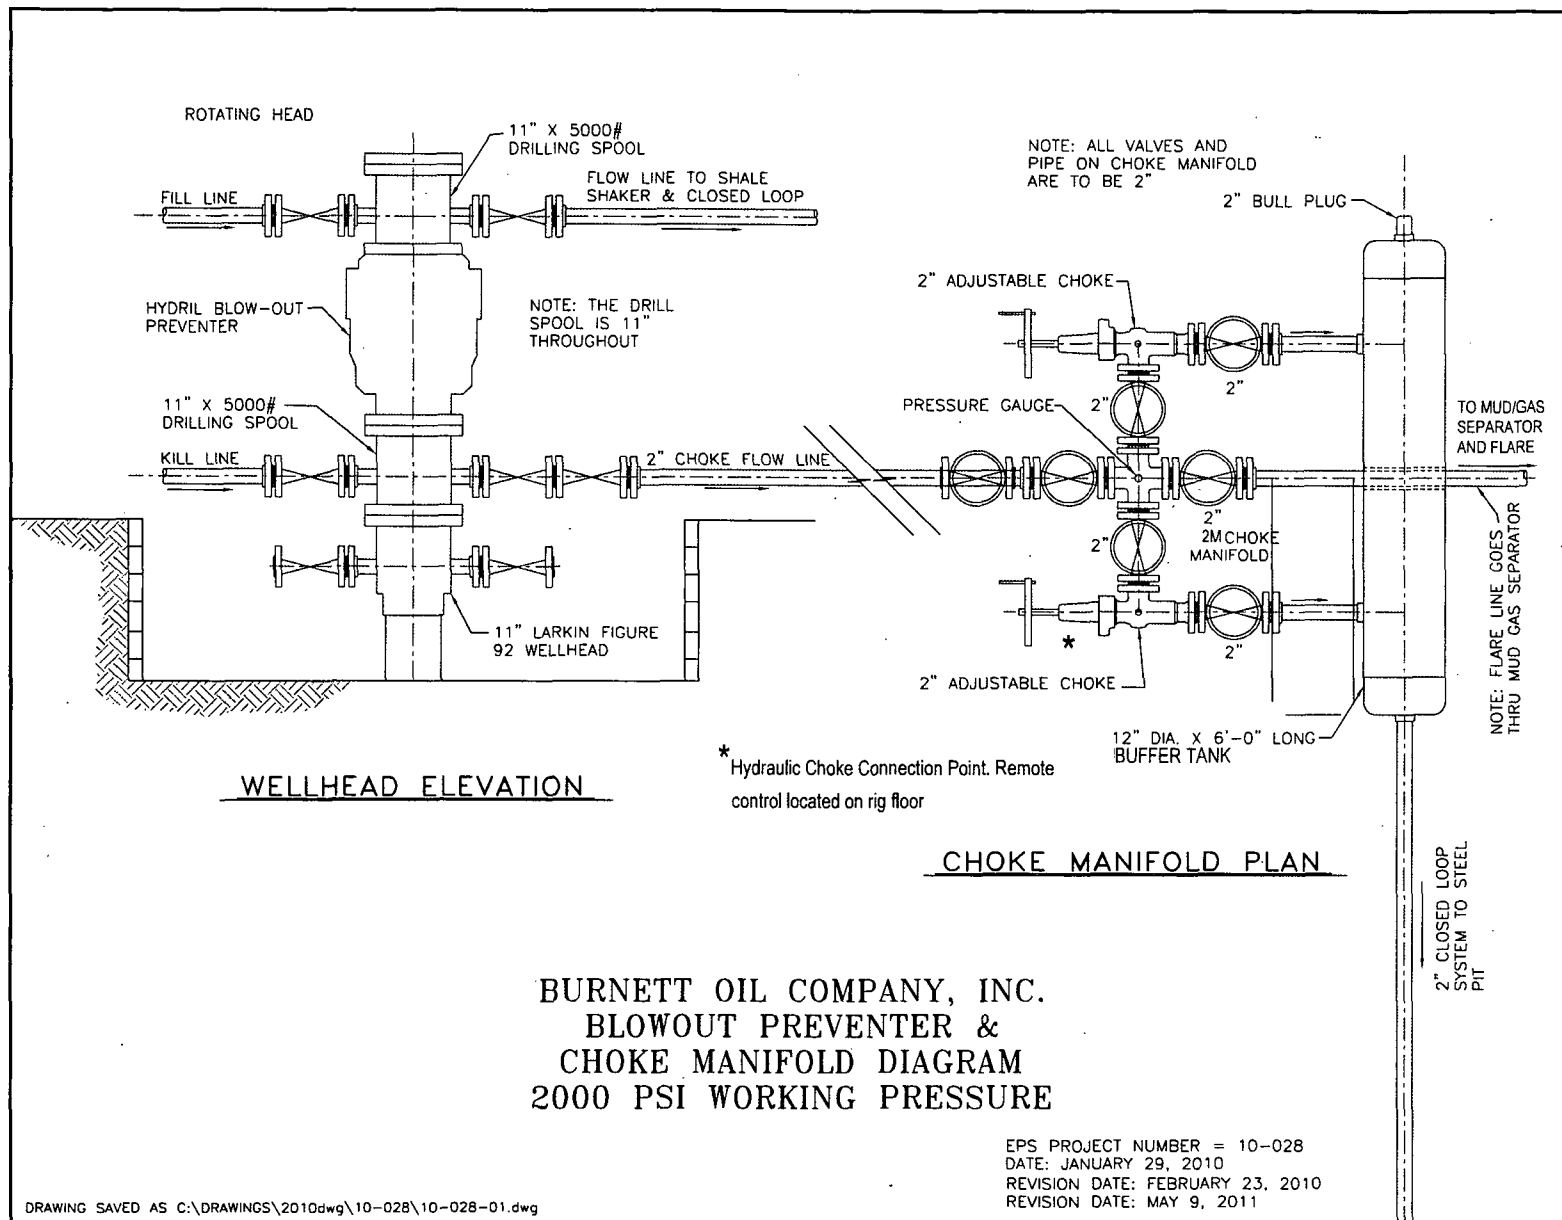 ROTATING HEAD
11" X 5000#
DRILLING SPOOL
FILL LINE
FLOW LINE TO SHALE
SHAKER & CLOSED LOOP
HYDRIL BLOW-OUT
PREVENTER
NOTE: THE DRILL
SPOOL IS 11"
THROUGHOUT
11" X 5000#
DRILLING SPOOL
KILL LINE
2" CHOKE FLOW LINE
11" LARKIN FIGURE
92 WELLHEAD
WELLHEAD ELEVATION
NOTE: ALL VALVES AND
PIPE ON CHOKE MANIFOLD
ARE TO BE 2"
2" BULL PLUG
2" ADJUSTABLE CHOKE
2"
2"
PRESSURE GAUGE
TO MUD/GAS
SEPARATOR
AND FLARE
2"
2M CHOKE
MANIFOLD
2"
2"
*
2" ADJUSTABLE CHOKE
NOTE: FLARE LINE GOES
THRU MUD GAS SEPARATOR
12" DIA. X 6'-0" LONG
BUFFER TANK
* Hydraulic Choke Connection Point. Remote
control located on rig floor
CHOKE MANIFOLD PLAN
2" CLOSED LOOP
SYSTEM TO STEEL
PIT
BURNETT OIL COMPANY, INC.
BLOWOUT PREVENTER &
CHOKE MANIFOLD DIAGRAM
2000 PSI WORKING PRESSURE
EPS PROJECT NUMBER = 10-028
DATE: JANUARY 29, 2010
REVISION DATE: FEBRUARY 23, 2010
REVISION DATE: MAY 9, 2011
DRAWING SAVED AS C:\DRAWINGS\2010dwg\10-028\10-028-01.dwg